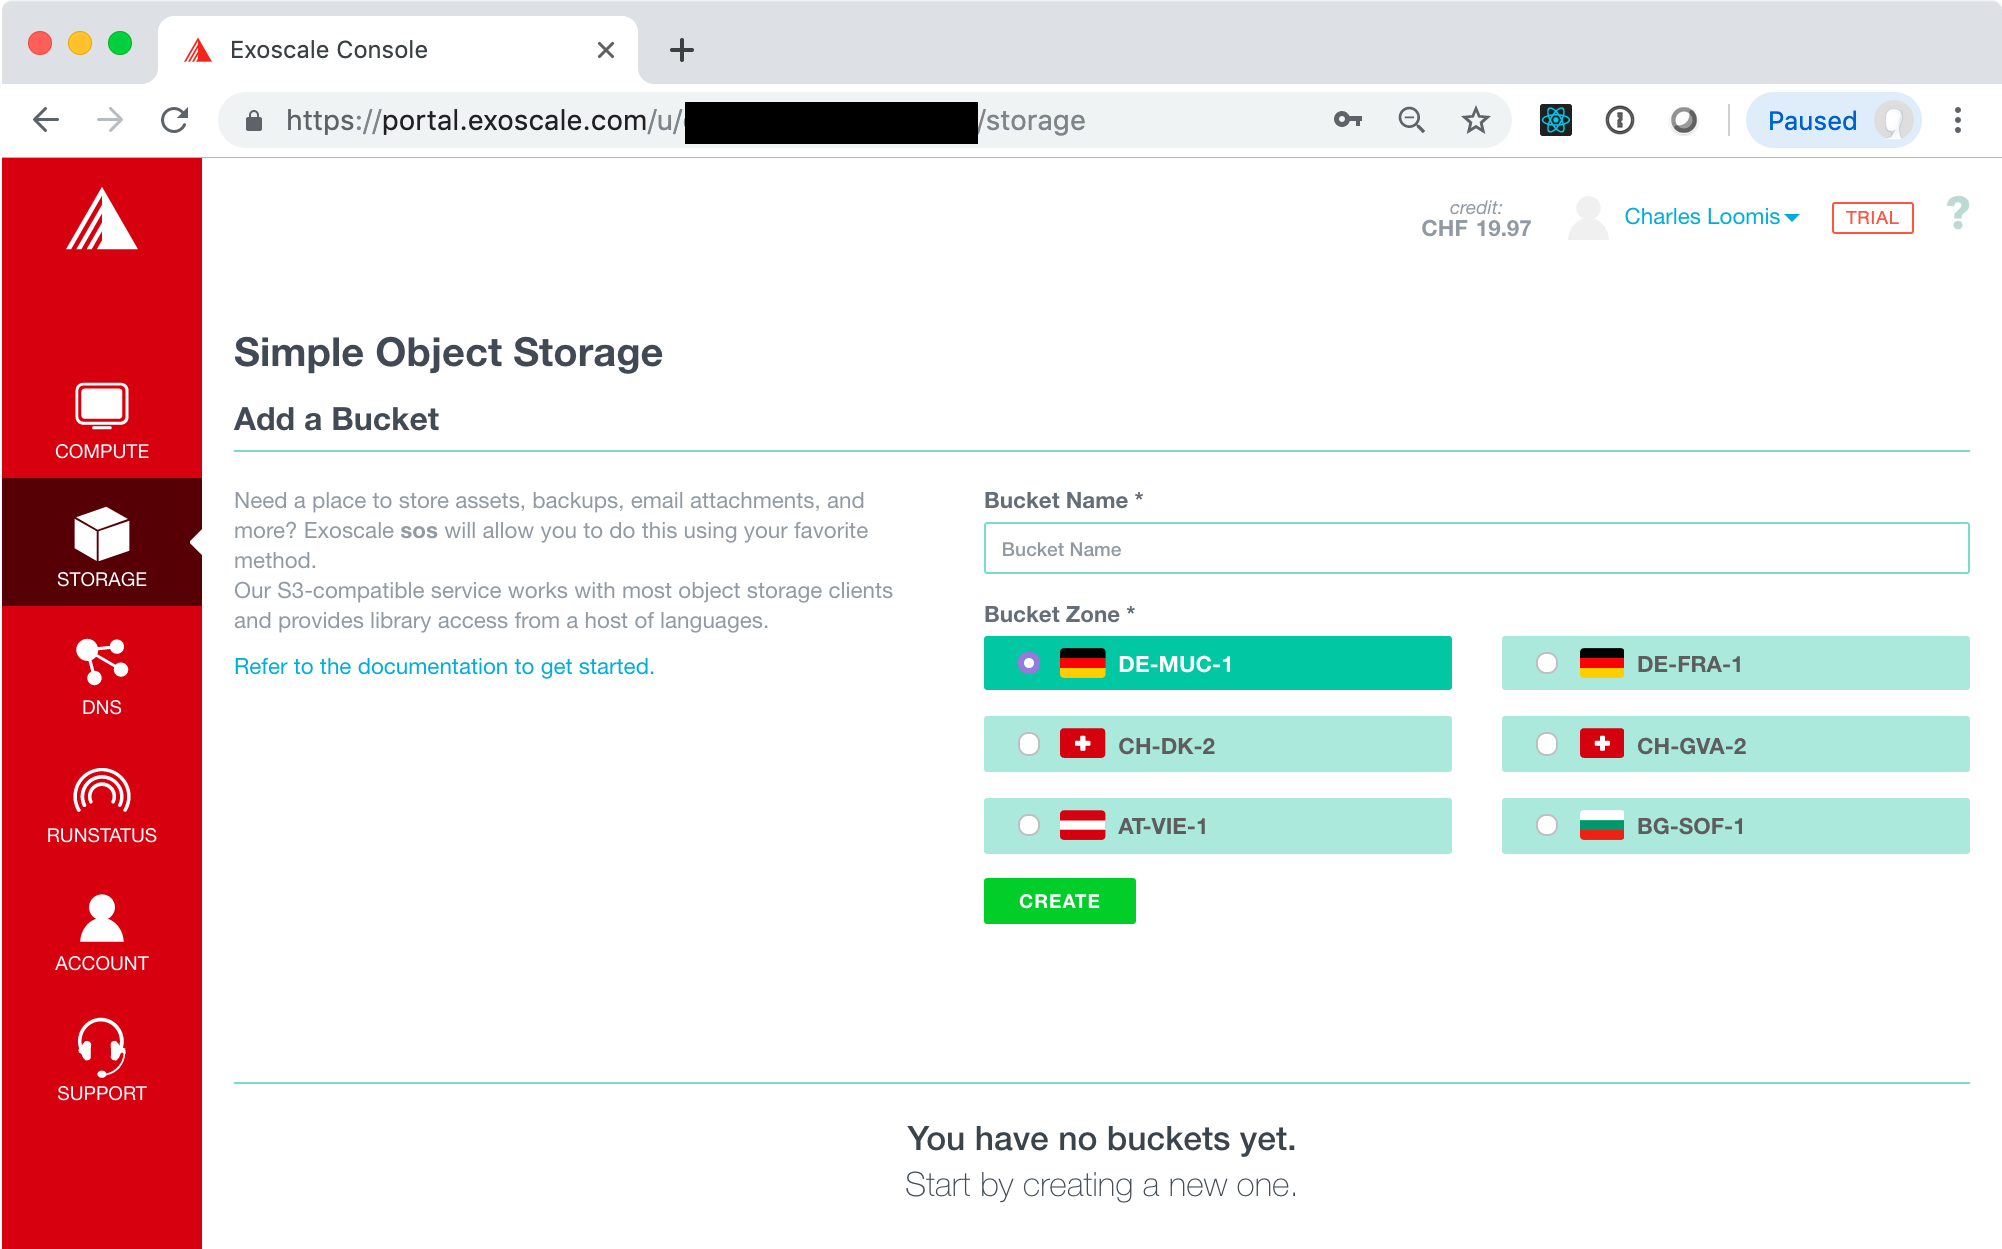 Exoscale Console
https://portal.exoscale.com/u/
/storage
Paused
credit:
CHF 19.97
Charles Loomis
TRIAL
?
COMPUTE
STORAGE
DNS
RUNSTATUS
ACCOUNT
SUPPORT
Simple Object Storage
Add a Bucket
Need a place to store assets, backups, email attachments, and
more? Exoscale sos will allow you to do this using your favorite
method.
Our S3-compatible service works with most object storage clients
and provides library access from a host of languages.
Refer to the documentation to get started.
Bucket Name *
Bucket Name
Bucket Zone *
DE-MUC-1
DE-FRA-1
CH-DK-2
CH-GVA-2
AT-VIE-1
BG-SOF-1
CREATE
You have no buckets yet.
Start by creating a new one.